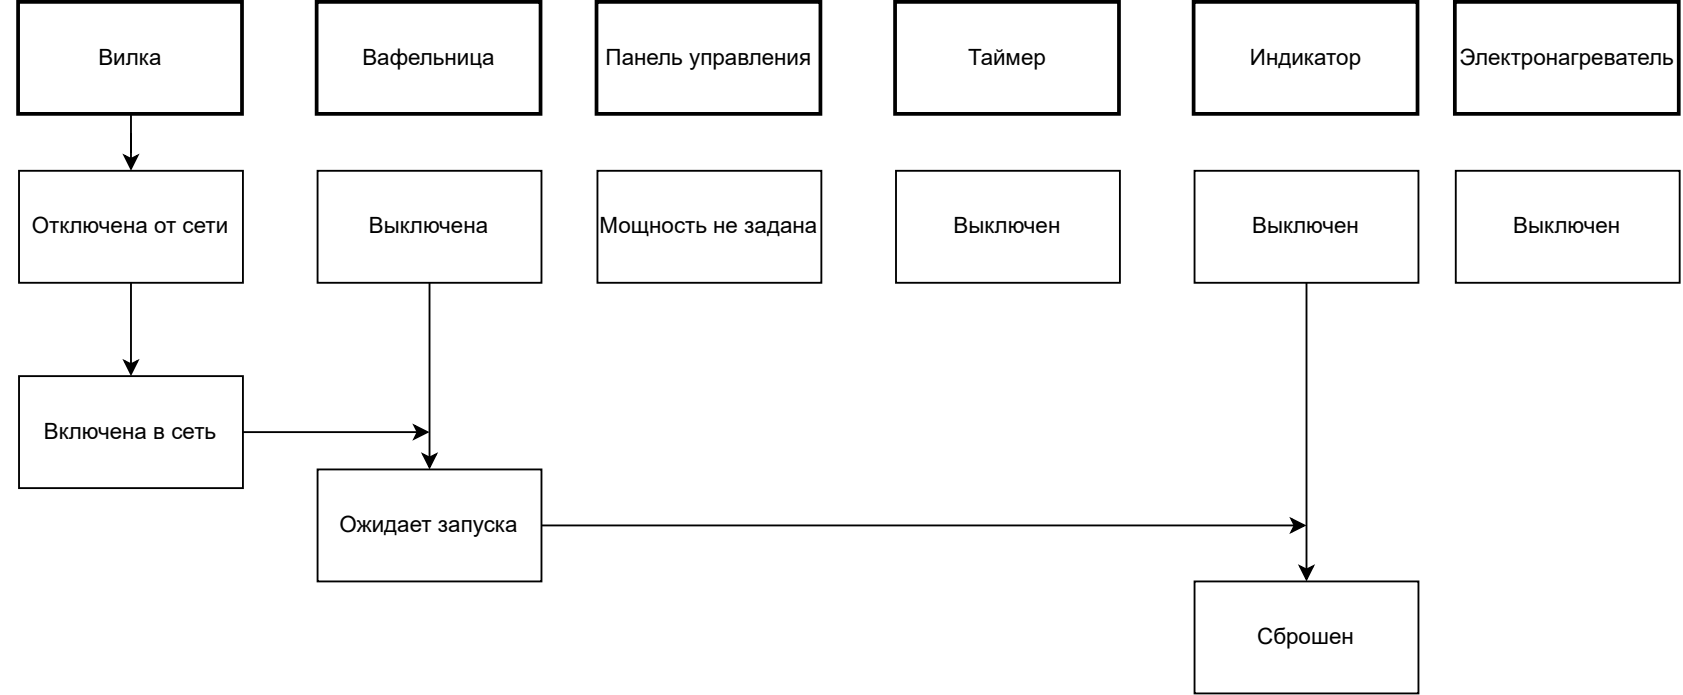 Вилка
Вафельница
Панель управления
Таймер
Индикатор
Электронагреватель
Отключена от сети
Выключена
Мощность не задана
Выключен
Выключен
Выключен
Включена в сеть
Ожидает запуска
Сброшен